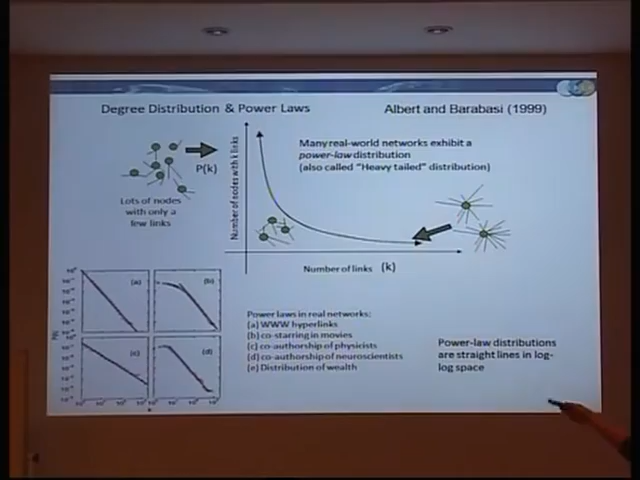 Degree Distribution & Power Laws
Albert and Barabasi (1999)
Many real-world networks exhibit a
power-law distribution
(also called "Heavy tailed" distribution)
P(k)
Lots of nodes
with only a
few links
Number of nodes with k links
Number of links (k)
(a)
(b)
(c)
(d)
Power laws in real networks:
(a) WWW hyperlinks
(b) co-starring in movies
(c) co-authorship of physicists
(d) co-authorship of neuroscientists
(e) Distribution of wealth
Power-law distributions
are straight lines in log-
log space